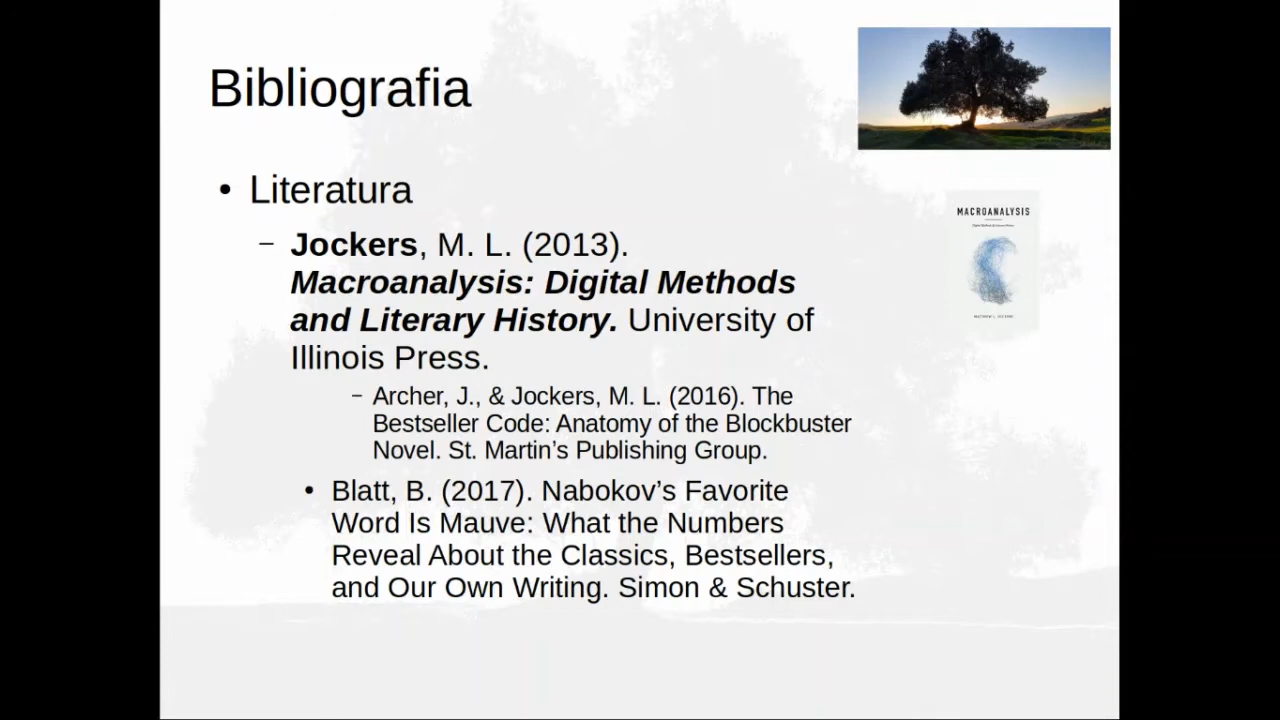 Bibliografia
• Literatura
– Jockers, M. L. (2013).
Macroanalysis: Digital Methods
and Literary History. University of
Illinois Press.
– Archer, J., & Jockers, M. L. (2016). The
Bestseller Code: Anatomy of the Blockbuster
Novel. St. Martin’s Publishing Group.
• Blatt, B. (2017). Nabokov’s Favorite
Word Is Mauve: What the Numbers
Reveal About the Classics, Bestsellers,
and Our Own Writing. Simon & Schuster.
MACROANALYSIS